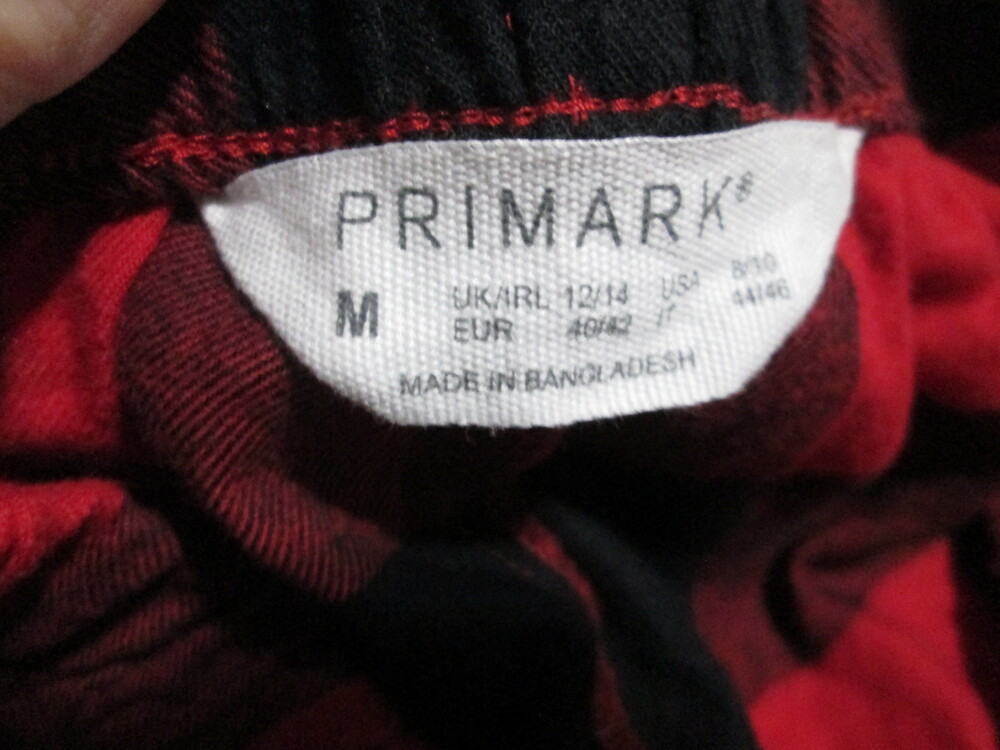 PRIMARK®
M UK/IRL 12/14 USA 8/10
EUR 40/42 IT 44/46
MADE IN BANGLADESH